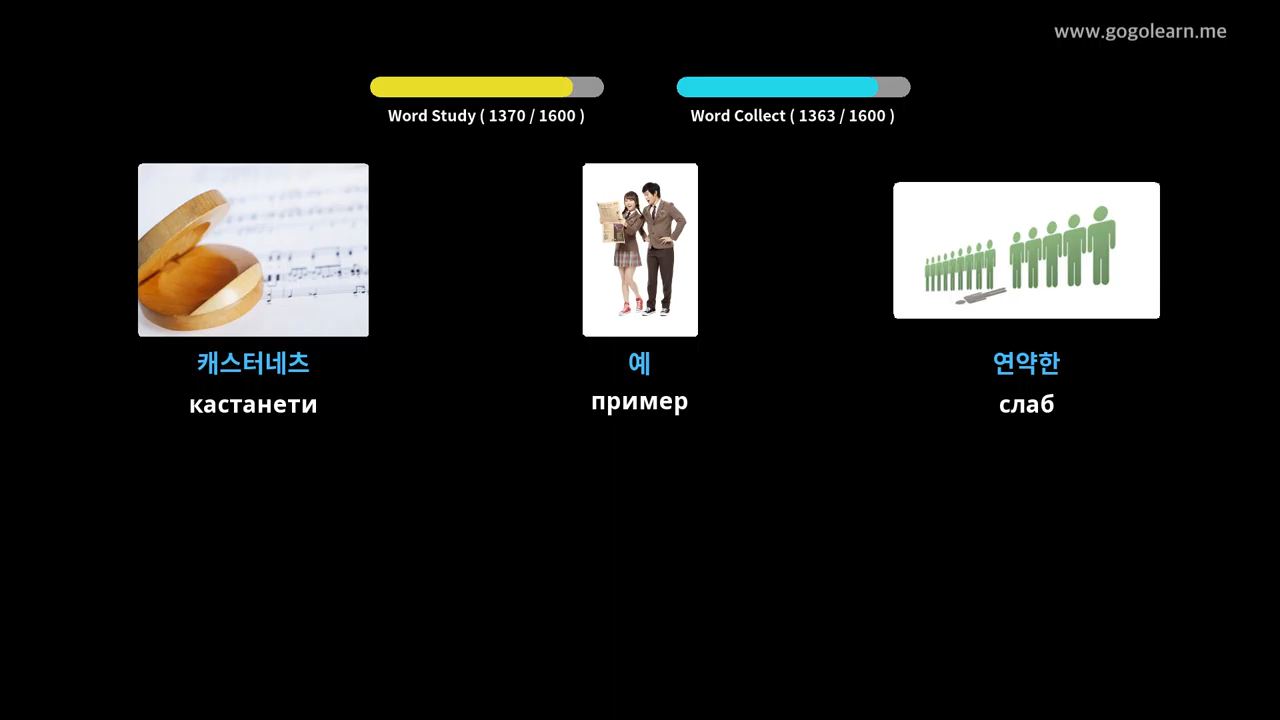 www.gogolearn.me
Word Study ( 1370 / 1600 )
Word Collect ( 1363 / 1600 )
캐스터네츠
кастанети
예
пример
연약한
слаб